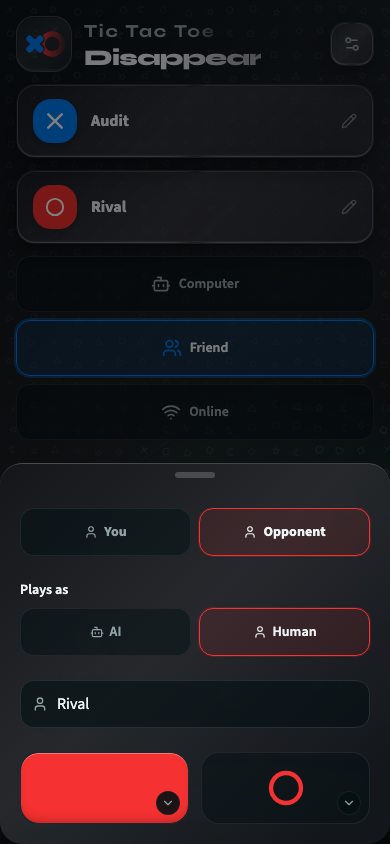 Tic Tac Toe
Disappear
Audit
Rival
Computer
Friend
Online
You
Opponent
Plays as
AI
Human
Rival